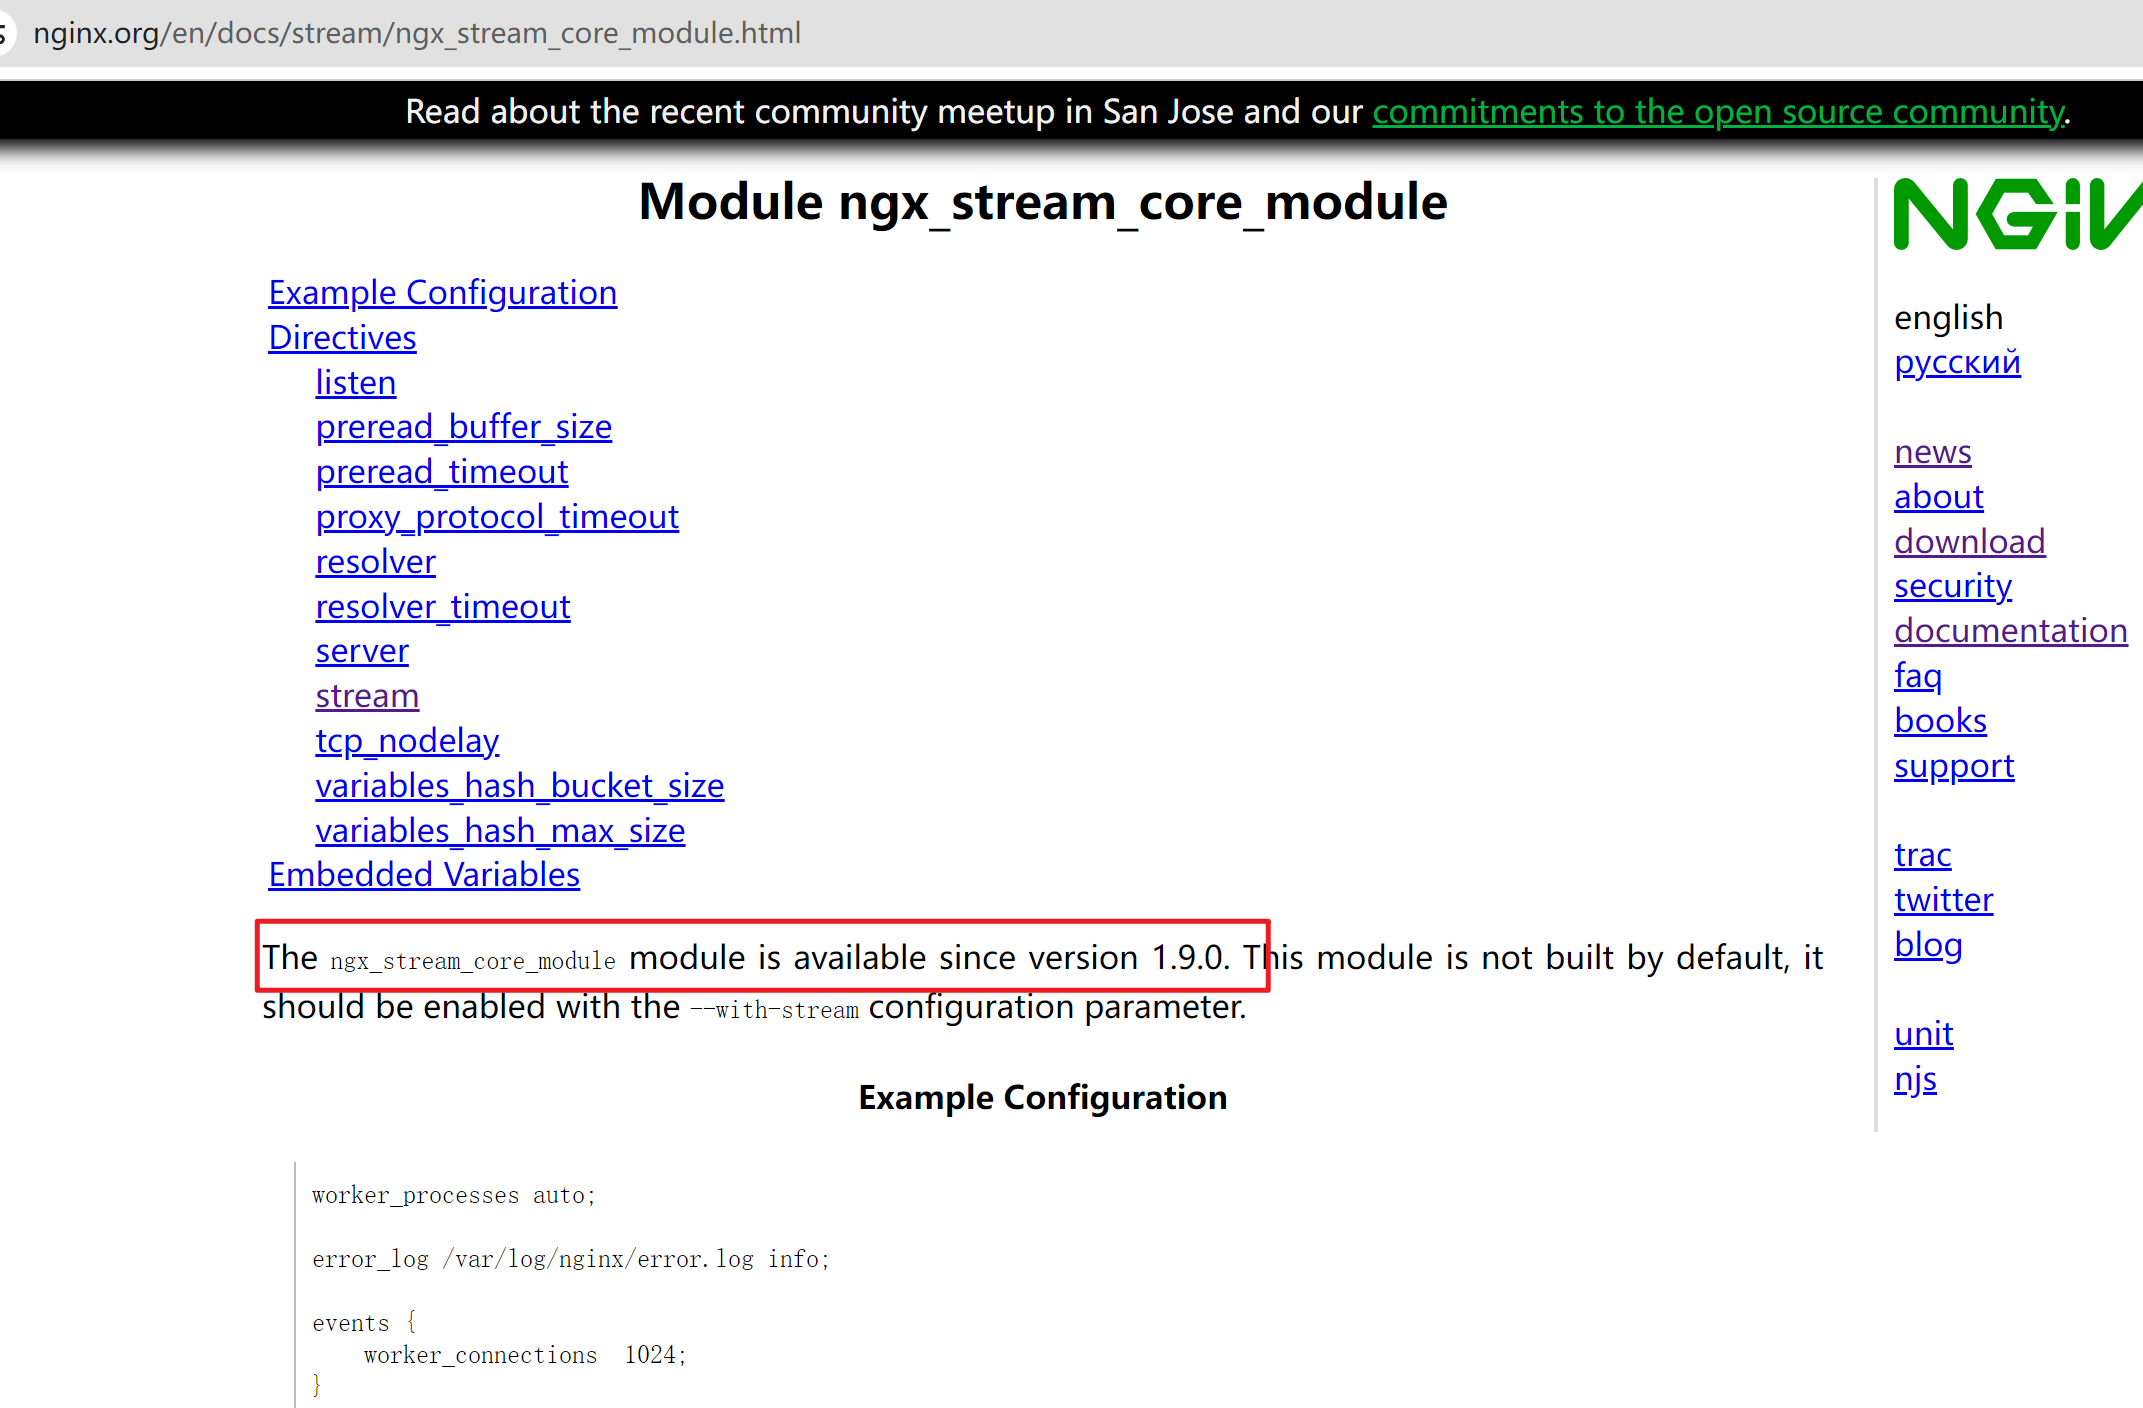 nginx.org/en/docs/stream/ngx_stream_core_module.html
Read about the recent community meetup in San Jose and our commitments to the open source community.
Module ngx_stream_core_module
Example Configuration
Directives
listen
preread_buffer_size
preread_timeout
proxy_protocol_timeout
resolver
resolver_timeout
server
stream
tcp_nodelay
variables_hash_bucket_size
variables_hash_max_size
Embedded Variables
The ngx_stream_core_module module is available since version 1.9.0. This module is not built by default, it
should be enabled with the --with-stream configuration parameter.
Example Configuration
worker_processes auto;
error_log /var/log/nginx/error.log info;
events {
    worker_connections  1024;
}
english
русский
news
about
download
security
documentation
faq
books
support
trac
twitter
blog
unit
njs